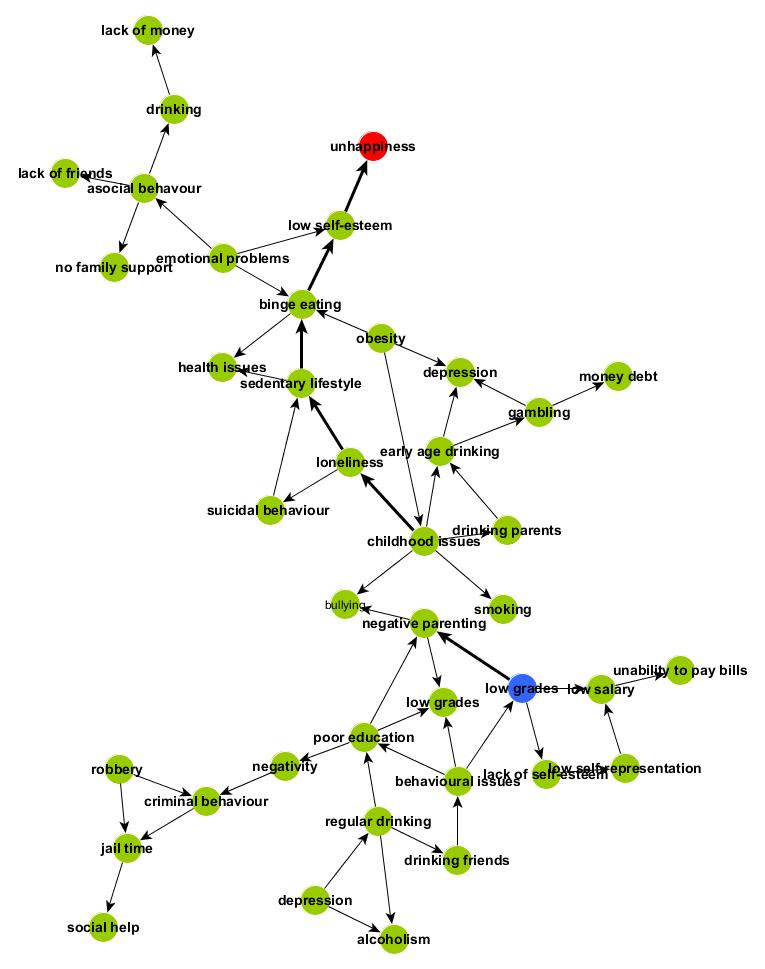 lack of money
drinking
unhappiness
lack of friends
asocial behavour
low self-esteem
emotional problems
no family support
binge eating
obesity
health issues
depression
money debt
sedentary lifestyle
gambling
early age drinking
loneliness
suicidal behaviour
drinking parents
childhood issues
bullying
smoking
negative parenting
unability to pay bills
low grades
low salary
low grades
poor education
negativity
robbery
behavioural issues
lack of self-esteem
low self-representation
criminal behaviour
regular drinking
jail time
drinking friends
depression
social help
alcoholism